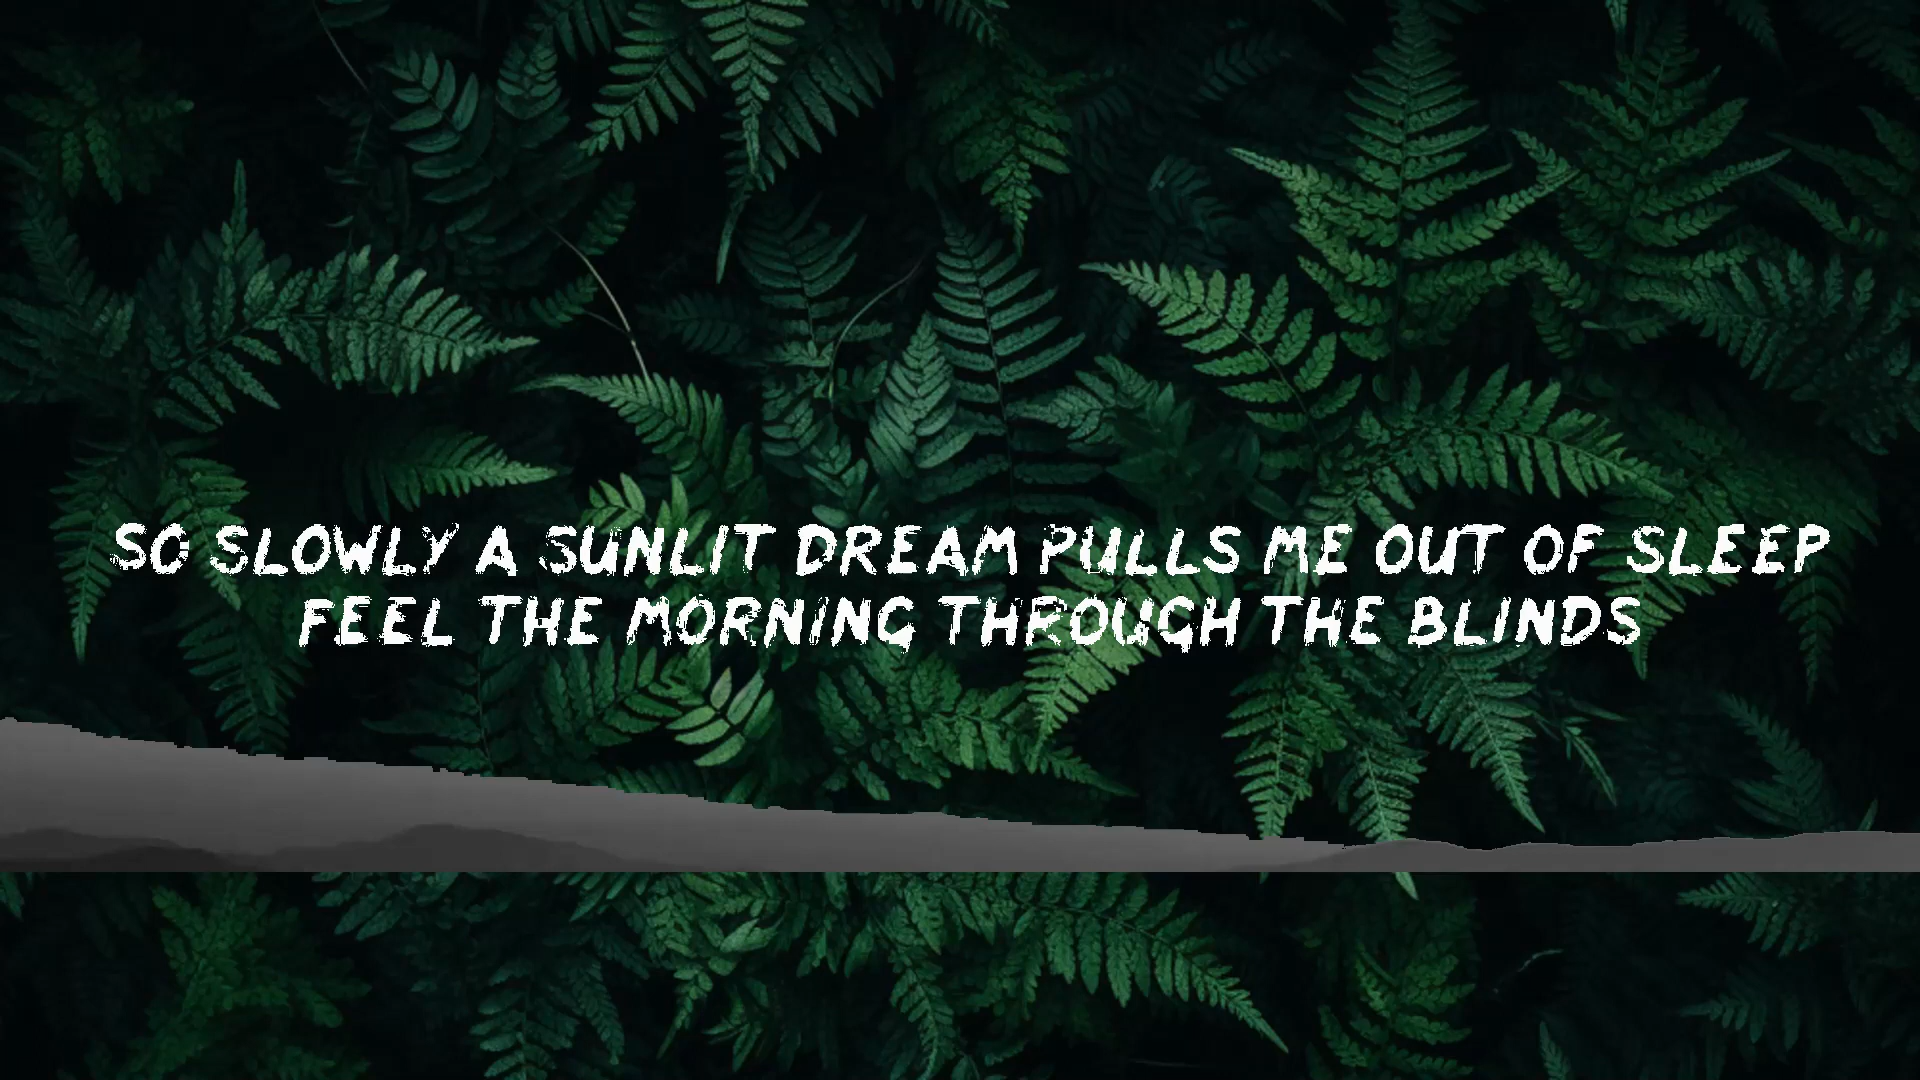 SO SLOWLY A SUNLIT DREAM PULLS ME OUT OF SLEEP
FEEL THE MORNING THROUGH THE BLINDS